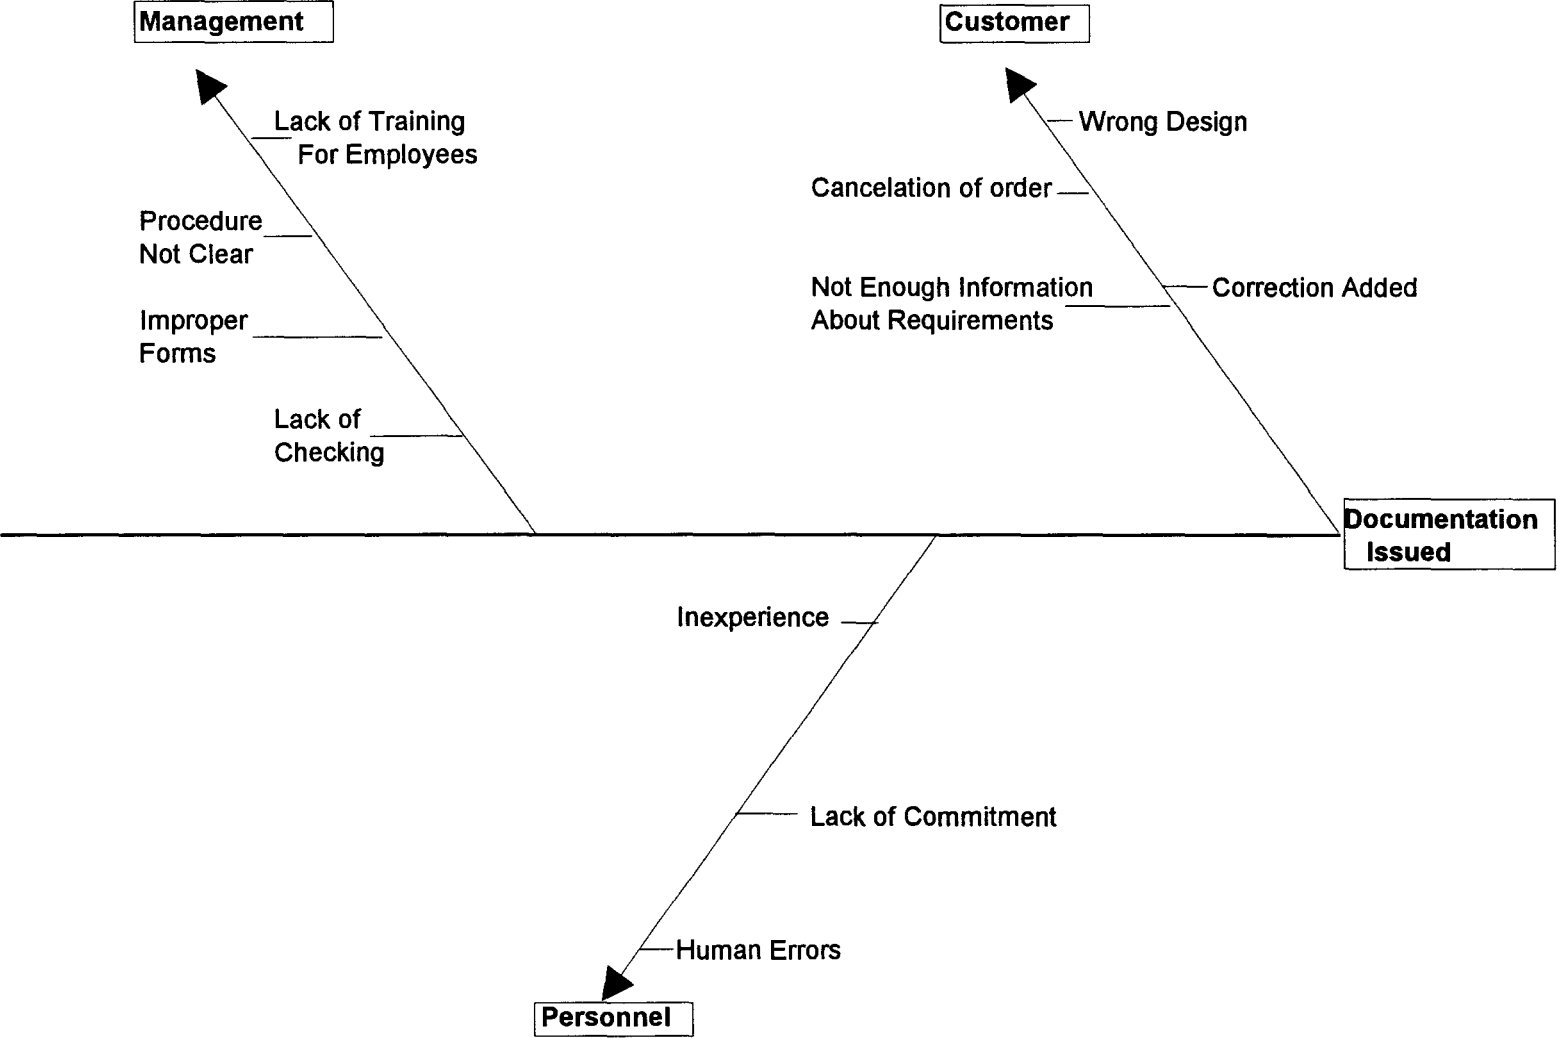 Management
Customer
Lack of Training
For Employees
Wrong Design
Cancelation of order
Procedure
Not Clear
Not Enough Information
About Requirements
Correction Added
Improper
Forms
Lack of
Checking
Documentation
Issued
Inexperience
Lack of Commitment
Human Errors
Personnel